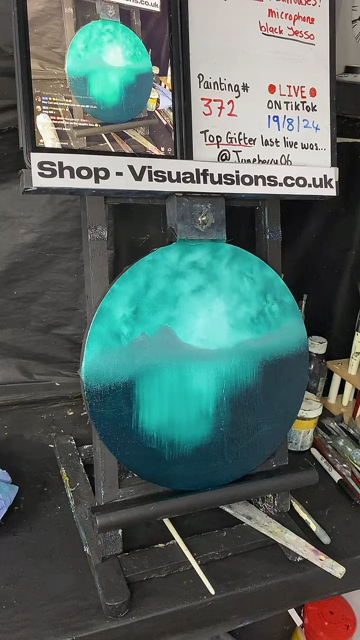 microphone
black Gesso
Painting#
372
LIVE
ON TikTok
19/8/24
Top Gifter last live was...
Shop - Visualfusions.co.uk